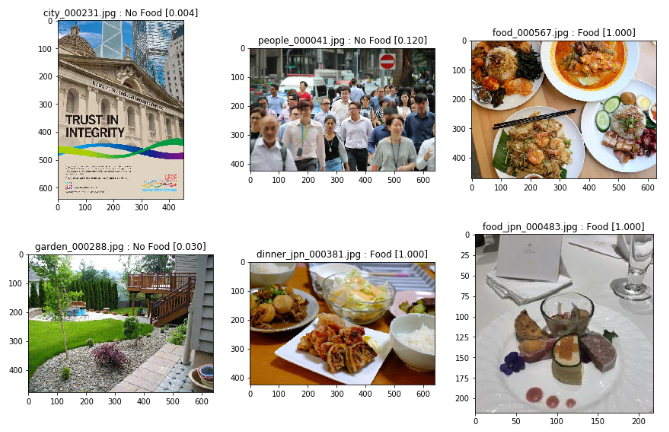 city_000231.jpg : No Food [0.004]
0
100
200
300
400
500
600
0 100 200 300 400
TRUST IN
INTEGRITY
people_000041.jpg : No Food [0.120]
0
100
200
300
400
0 100 200 300 400 500 600
food_000567.jpg : Food [1.000]
0
100
200
300
400
0 100 200 300 400 500 600
garden_000288.jpg : No Food [0.030]
0
100
200
300
400
0 100 200 300 400 500 600
dinner_jpn_000381.jpg : Food [1.000]
0
100
200
300
400
0 100 200 300 400 500 600
food_jpn_000483.jpg : Food [1.000]
0
25
50
75
100
125
150
175
200
0 50 100 150 200